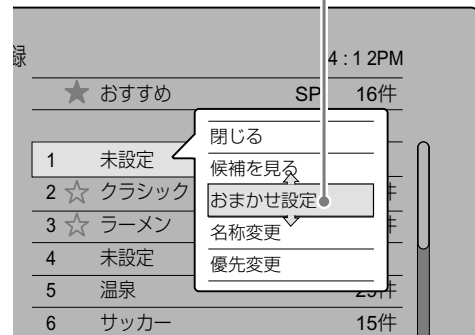 録 4:12PM
★ おすすめ SP 16件
1 未設定
2 ☆ クラシック 件
3 ☆ ラーメン 件
4 未設定
5 温泉 件
6 サッカー 15件
閉じる
候補を見る
おまかせ設定
名称変更
優先変更